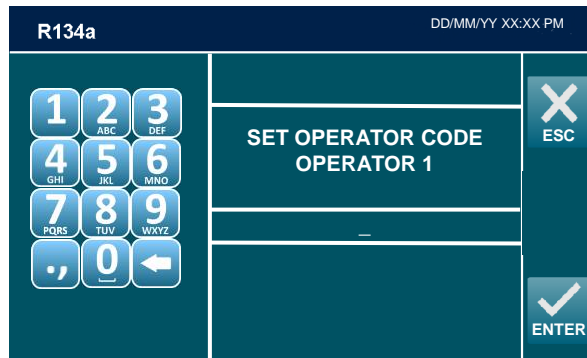 R134a DD/MM/YY XX:XX PM
1 2 3
ABC DEF
4 5 6
GHI JKL MNO
7 8 9
PQRS TUV WXYZ
., 0
SET OPERATOR CODE
OPERATOR 1
_
ESC
ENTER